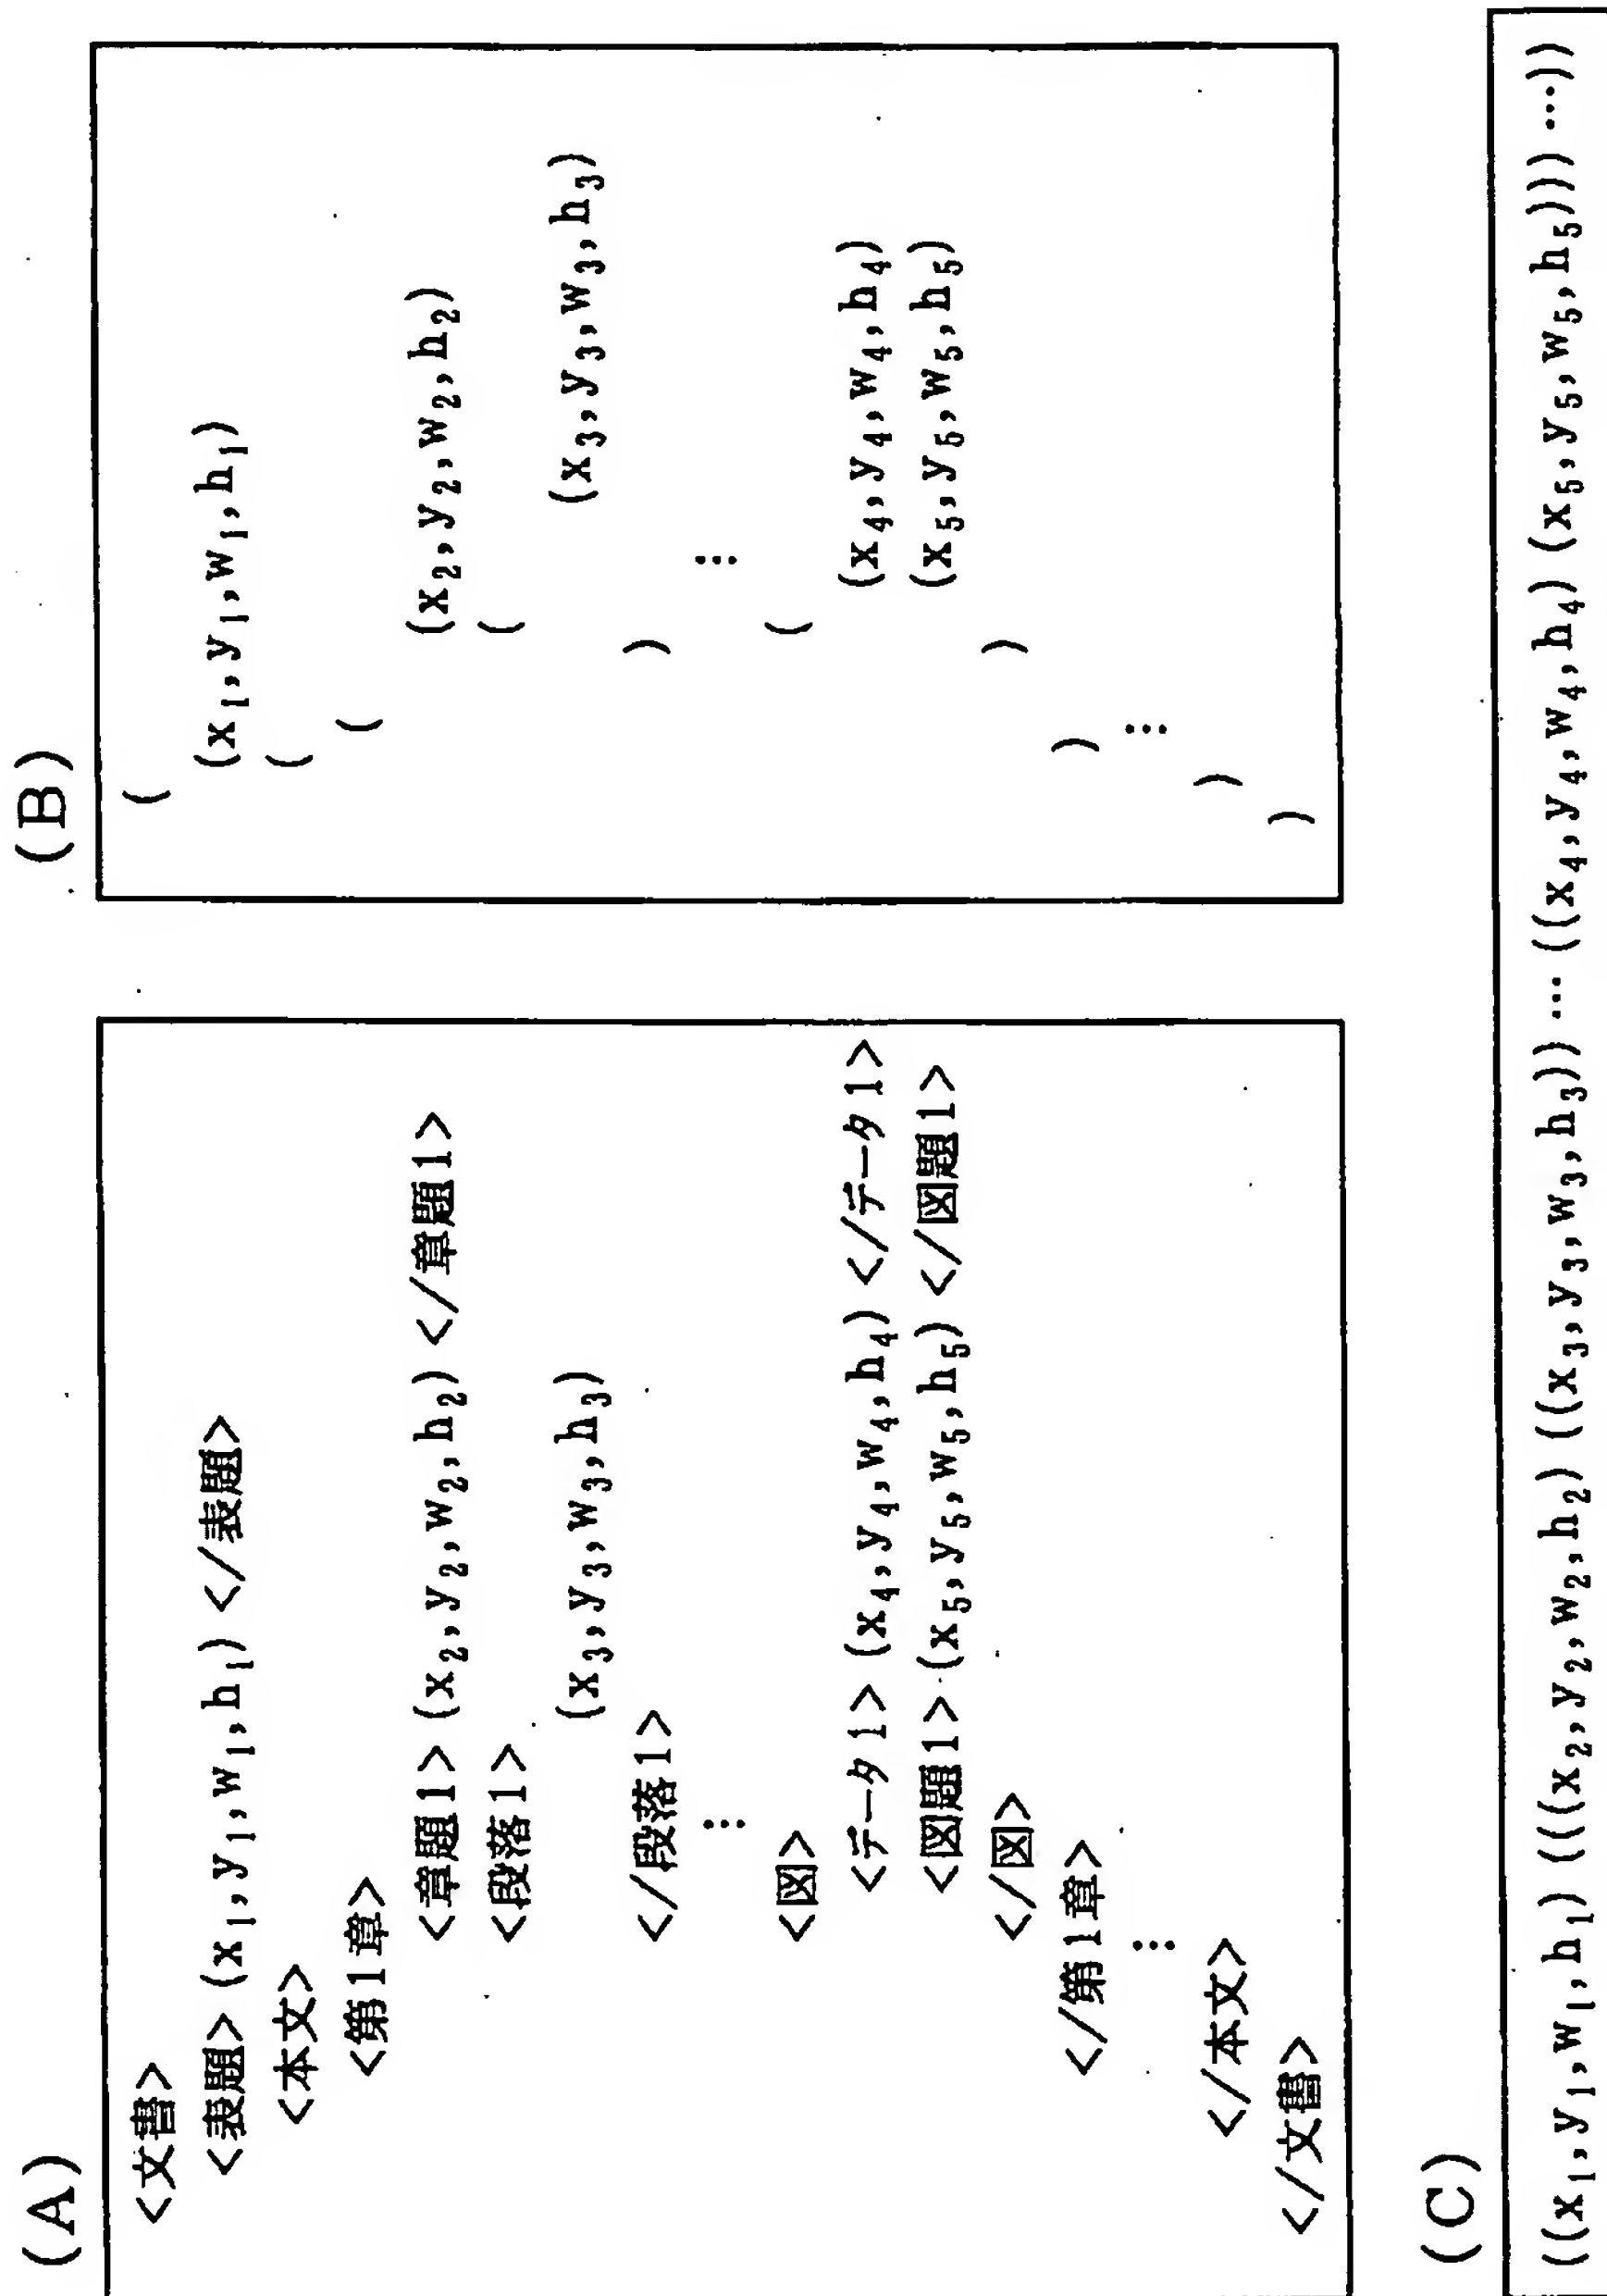 (A)
<文書>
<表題> (x₁,y₁,w₁,h₁) </表題>
<本文>
<第1章>
<章題1> (x₂,y₂,w₂,h₂) </章題1>
<段落1>
(x₃,y₃,w₃,h₃)
</段落1>
⋮
<図>
<データ1> (x₄,y₄,w₄,h₄) </データ1>
<図題1> (x₅,y₅,w₅,h₅) </図題1>
</図>
</第1章>
⋮
</本文>
</文書>
(B)
(
(x₁,y₁,w₁,h₁)
(
(
(x₂,y₂,w₂,h₂)
(
(x₃,y₃,w₃,h₃)
)
⋮
(
(x₄,y₄,w₄,h₄)
(x₅,y₅,w₅,h₅)
)
)
⋮
)
)
(C)
((x₁,y₁,w₁,h₁) (((x₂,y₂,w₂,h₂) ((x₃,y₃,w₃,h₃)) … ((x₄,y₄,w₄,h₄) (x₅,y₅,w₅,h₅))) …))